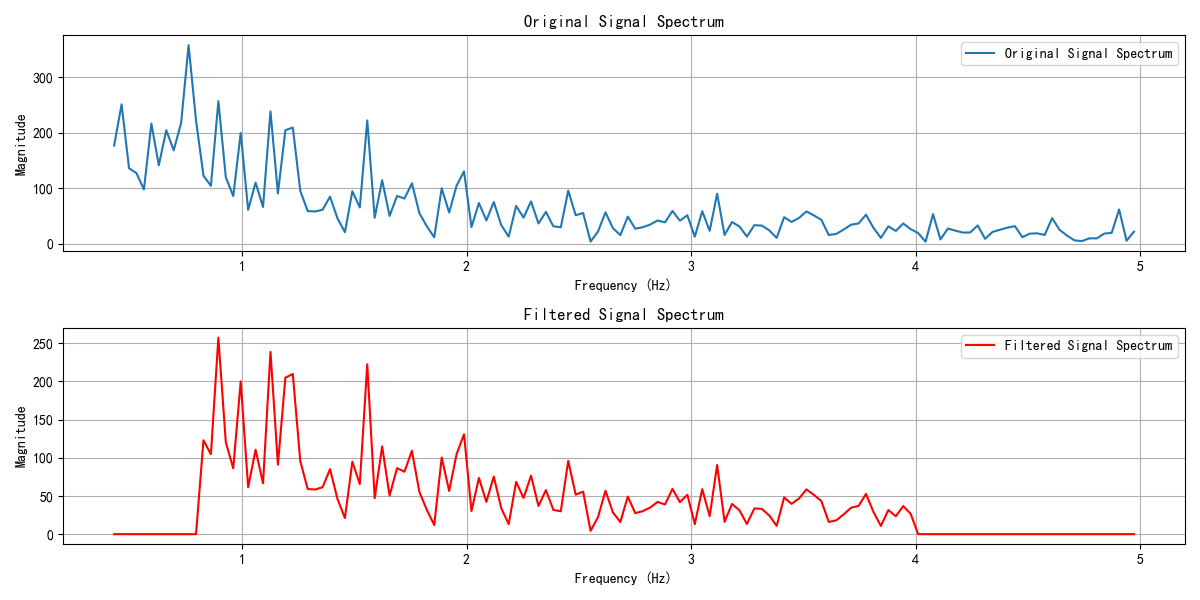 Original Signal Spectrum
Original Signal Spectrum
Magnitude
300
200
100
0
1 2 3 4 5
Frequency (Hz)
Filtered Signal Spectrum
Filtered Signal Spectrum
Magnitude
250
200
150
100
50
0
1 2 3 4 5
Frequency (Hz)